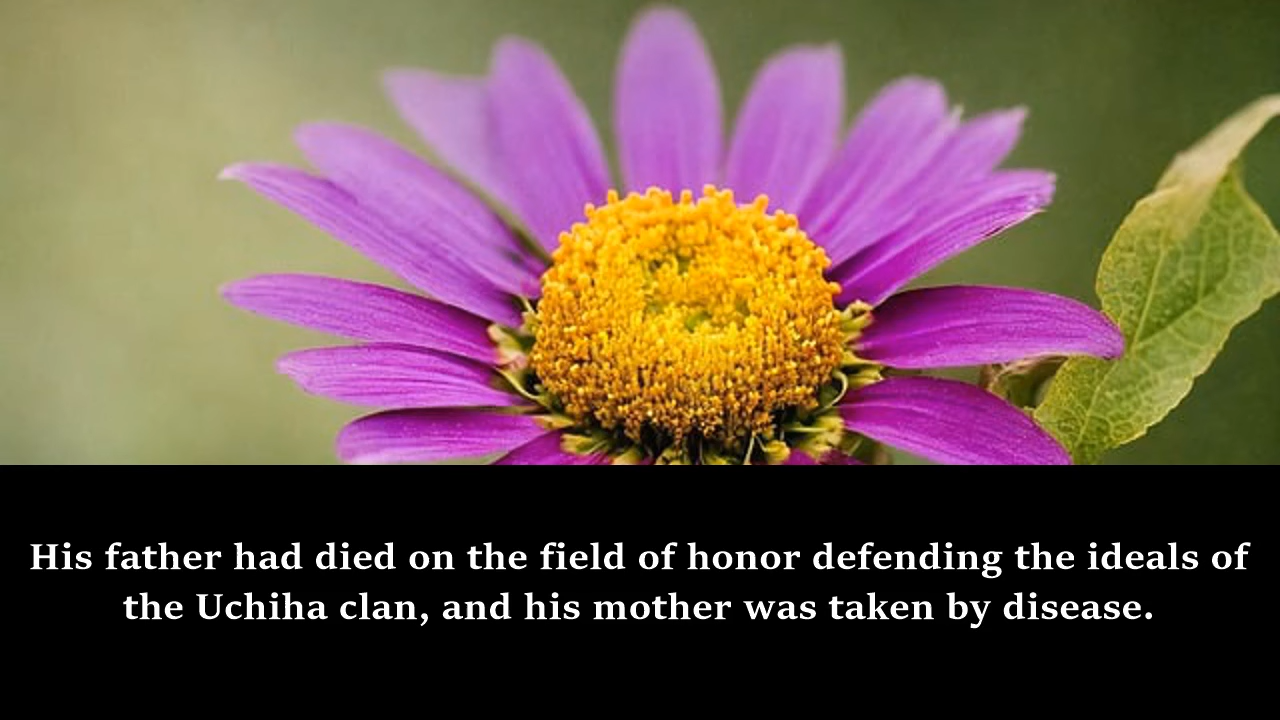 His father had died on the field of honor defending the ideals of
the Uchiha clan, and his mother was taken by disease.